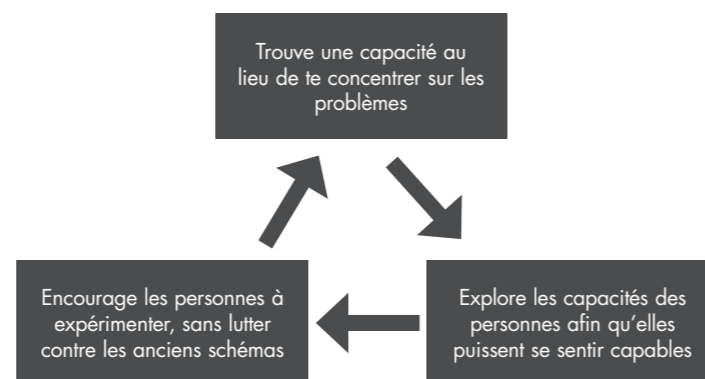 Trouve une capacité au
lieu de te concentrer sur les
problèmes
Encourage les personnes à
expérimenter, sans lutter
contre les anciens schémas
Explore les capacités des
personnes afin qu'elles
puissent se sentir capables